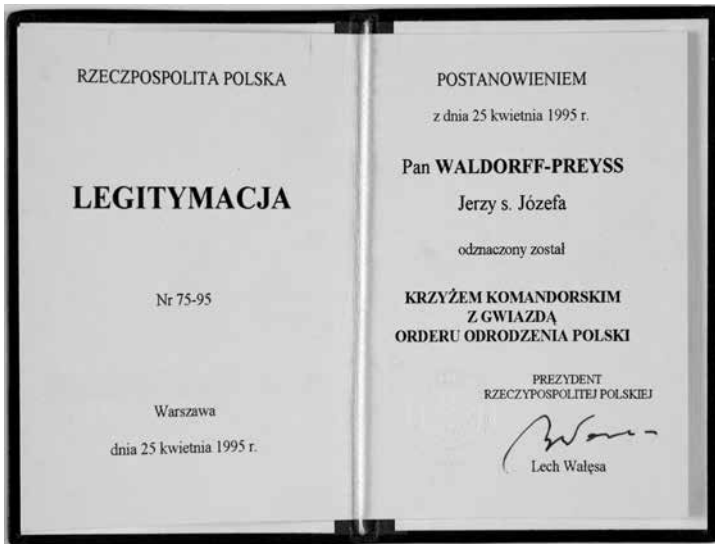 RZECZPOSPOLITA POLSKA
LEGITYMACJA
Nr 75-95
Warszawa
dnia 25 kwietnia 1995 r.
POSTANOWIENIEM
z dnia 25 kwietnia 1995 r.
Pan WALDORFF-PREYSS
Jerzy s. Józefa
odznaczony został
KRZYŻEM KOMANDORSKIM
Z GWIAZDĄ
ORDERU ODRODZENIA POLSKI
PREZYDENT
RZECZYPOSPOLITEJ POLSKIEJ
Lech Wałęsa